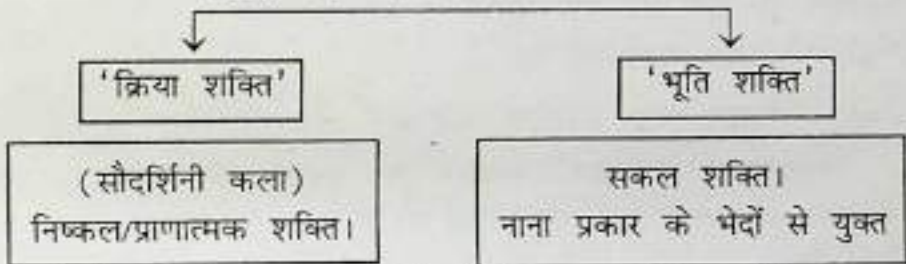 'क्रिया शक्ति'
'भूति शक्ति'
(सौदर्शिनी कला)
निष्कल/प्राणात्मक शक्ति।
सकल शक्ति।
नाना प्रकार के भेदों से युक्त